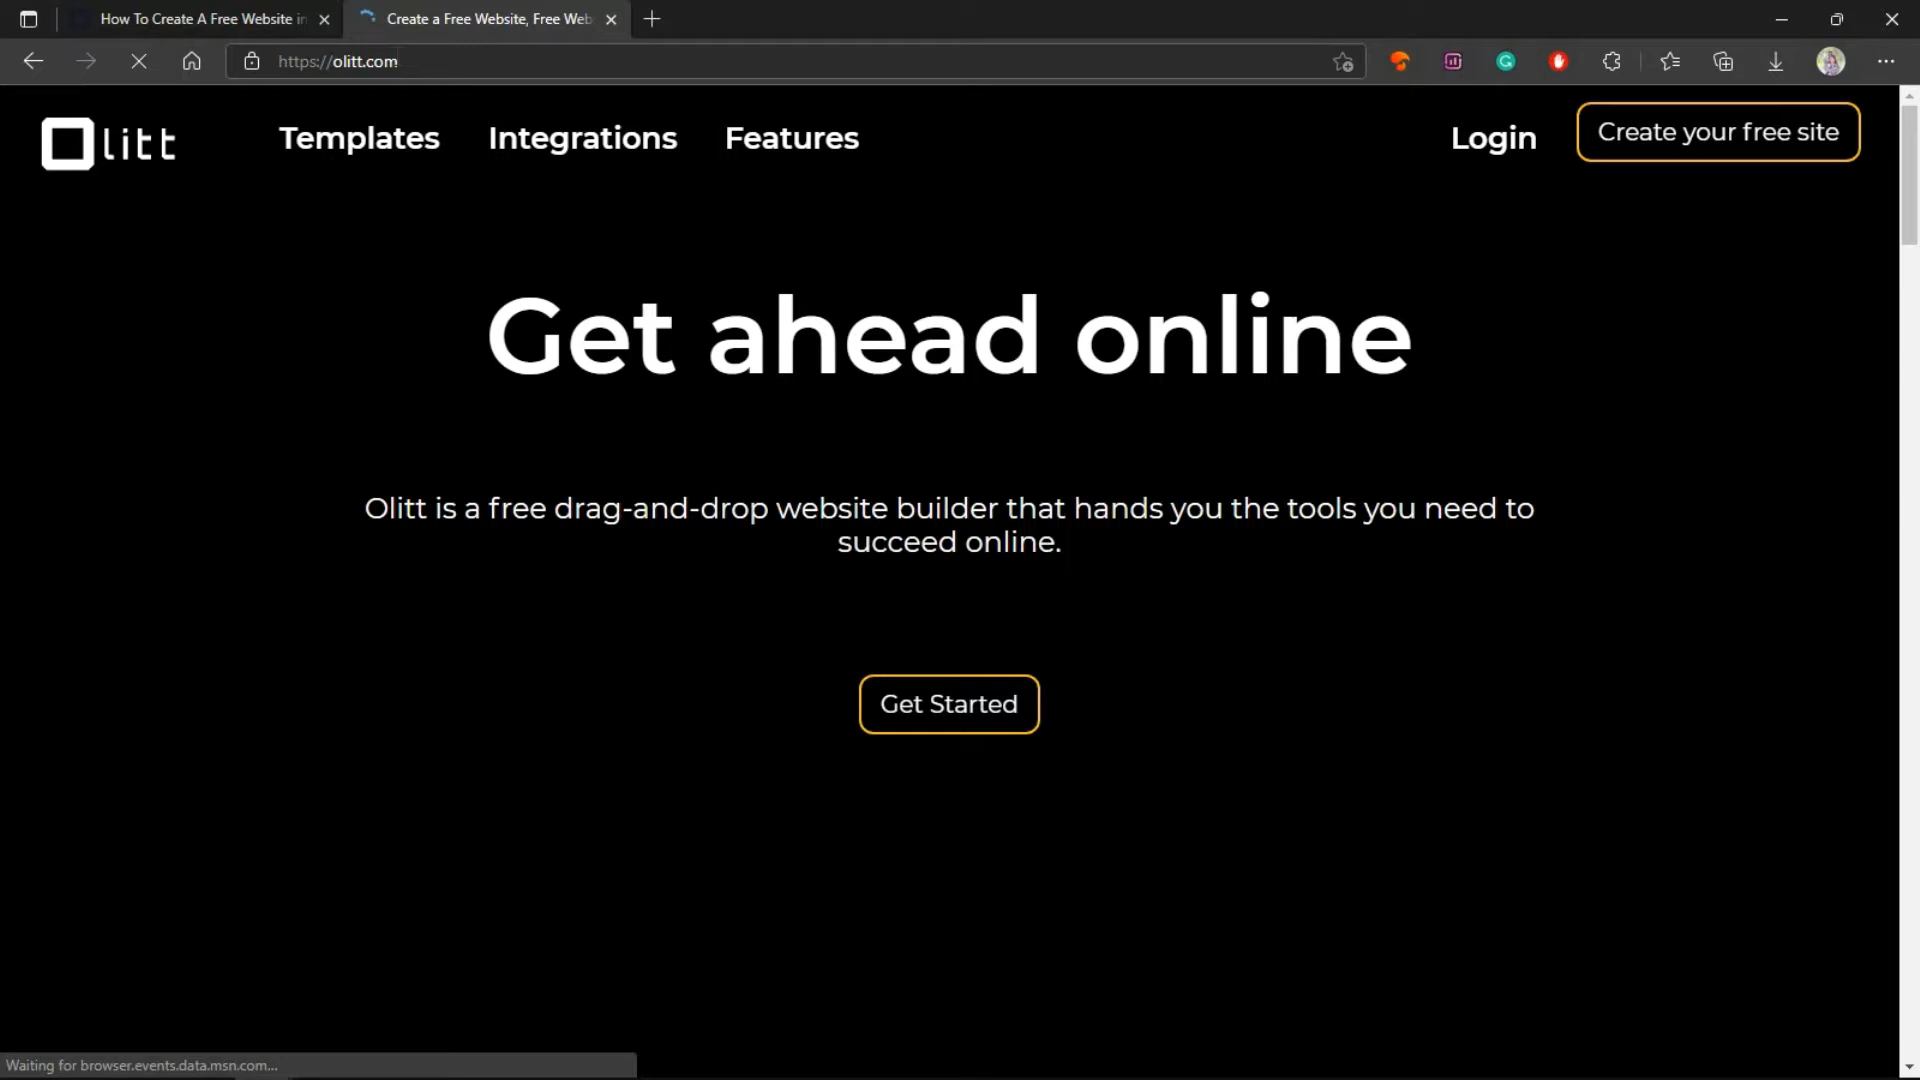 How To Create A Free Website in
Create a Free Website, Free Web
https://olitt.com
Olitt
Templates
Integrations
Features
Login
Create your free site
Get ahead online
Olitt is a free drag-and-drop website builder that hands you the tools you need to
succeed online.
Get Started
Waiting for browser.events.data.msn.com...